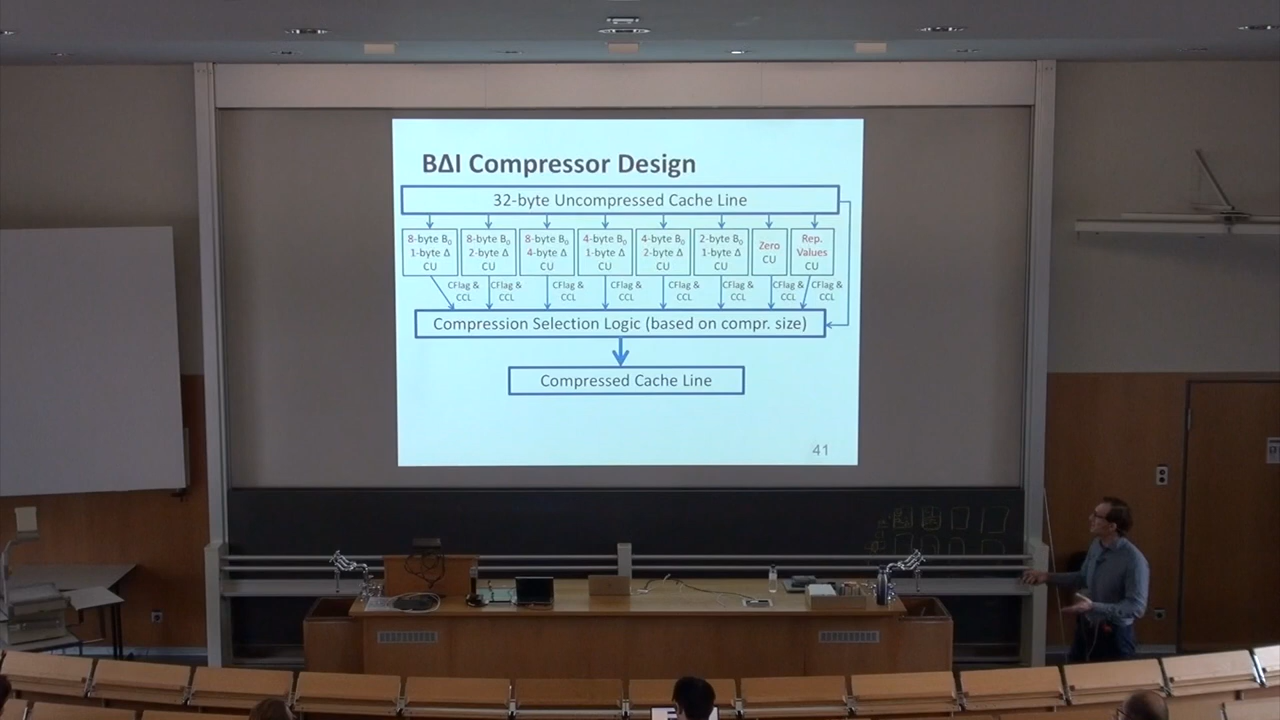 BΔI Compressor Design
32-byte Uncompressed Cache Line
8-byte B0
1-byte Δ
CU
8-byte B0
2-byte Δ
CU
8-byte B0
4-byte Δ
CU
4-byte B0
1-byte Δ
CU
4-byte B0
2-byte Δ
CU
2-byte B0
1-byte Δ
CU
Zero
CU
Rep.
Values
CU
CFlag &
CCL
CFlag &
CCL
CFlag &
CCL
CFlag &
CCL
CFlag &
CCL
CFlag &
CCL
CFlag &
CCL
CFlag &
CCL
Compression Selection Logic (based on compr. size)
Compressed Cache Line
41